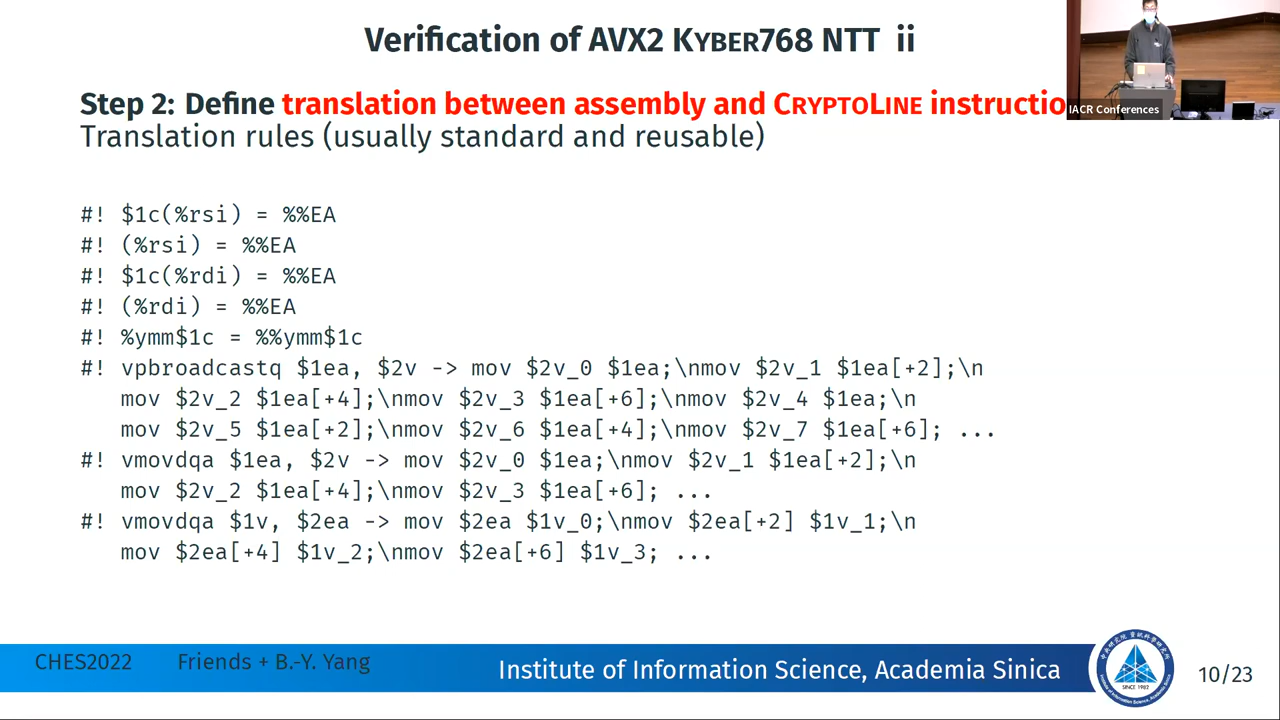 Verification of AVX2 KYBER768 NTT ii
Step 2: Define translation between assembly and CRYPTOLINE instructio
IACR Conferences
Translation rules (usually standard and reusable)
#! $1c(%rsi) = %%EA
#! (%rsi) = %%EA
#! $1c(%rdi) = %%EA
#! (%rdi) = %%EA
#! %ymm$1c = %%ymm$1c
#! vpbroadcastq $1ea, $2v -> mov $2v_0 $1ea;\nmov $2v_1 $1ea[+2];\n
mov $2v_2 $1ea[+4];\nmov $2v_3 $1ea[+6];\nmov $2v_4 $1ea;\n
mov $2v_5 $1ea[+2];\nmov $2v_6 $1ea[+4];\nmov $2v_7 $1ea[+6]; ...
#! vmovdqa $1ea, $2v -> mov $2v_0 $1ea;\nmov $2v_1 $1ea[+2];\n
mov $2v_2 $1ea[+4];\nmov $2v_3 $1ea[+6]; ...
#! vmovdqa $1v, $2ea -> mov $2ea $1v_0;\nmov $2ea[+2] $1v_1;\n
mov $2ea[+4] $1v_2;\nmov $2ea[+6] $1v_3; ...
CHES2022 Friends + B.-Y. Yang
Institute of Information Science, Academia Sinica
SINCE 1982
10/23